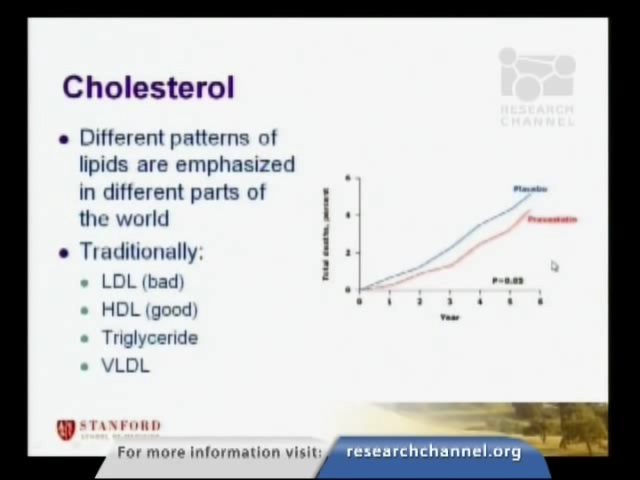 Cholesterol
RESEARCH
CHANNEL
Different patterns of
lipids are emphasized
in different parts of
the world
Traditionally:
LDL (bad)
HDL (good)
Triglyceride
VLDL
Total deaths, percent
6
4
2
0
Placebo
Pravastatin
P=0.05
0 1 2 3 4 5 6
Year
STANFORD
SCHOOL OF MEDICINE
For more information visit:
researchchannel.org